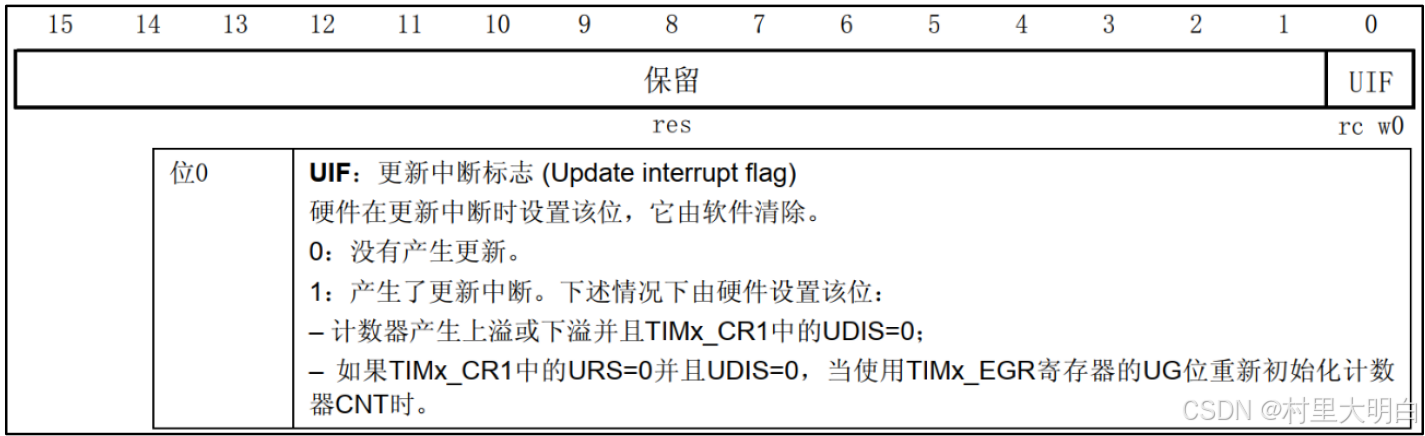 15 14 13 12 11 10 9 8 7 6 5 4 3 2 1 0
保留 UIF
res rc w0
位0 UIF：更新中断标志 (Update interrupt flag)
硬件在更新中断时设置该位，它由软件清除。
0：没有产生更新。
1：产生了更新中断。下述情况下由硬件设置该位：
– 计数器产生上溢或下溢并且TIMx_CR1中的UDIS=0；
– 如果TIMx_CR1中的URS=0并且UDIS=0，当使用TIMx_EGR寄存器的UG位重新初始化计数
器CNT时。
CSDN @村里大明白